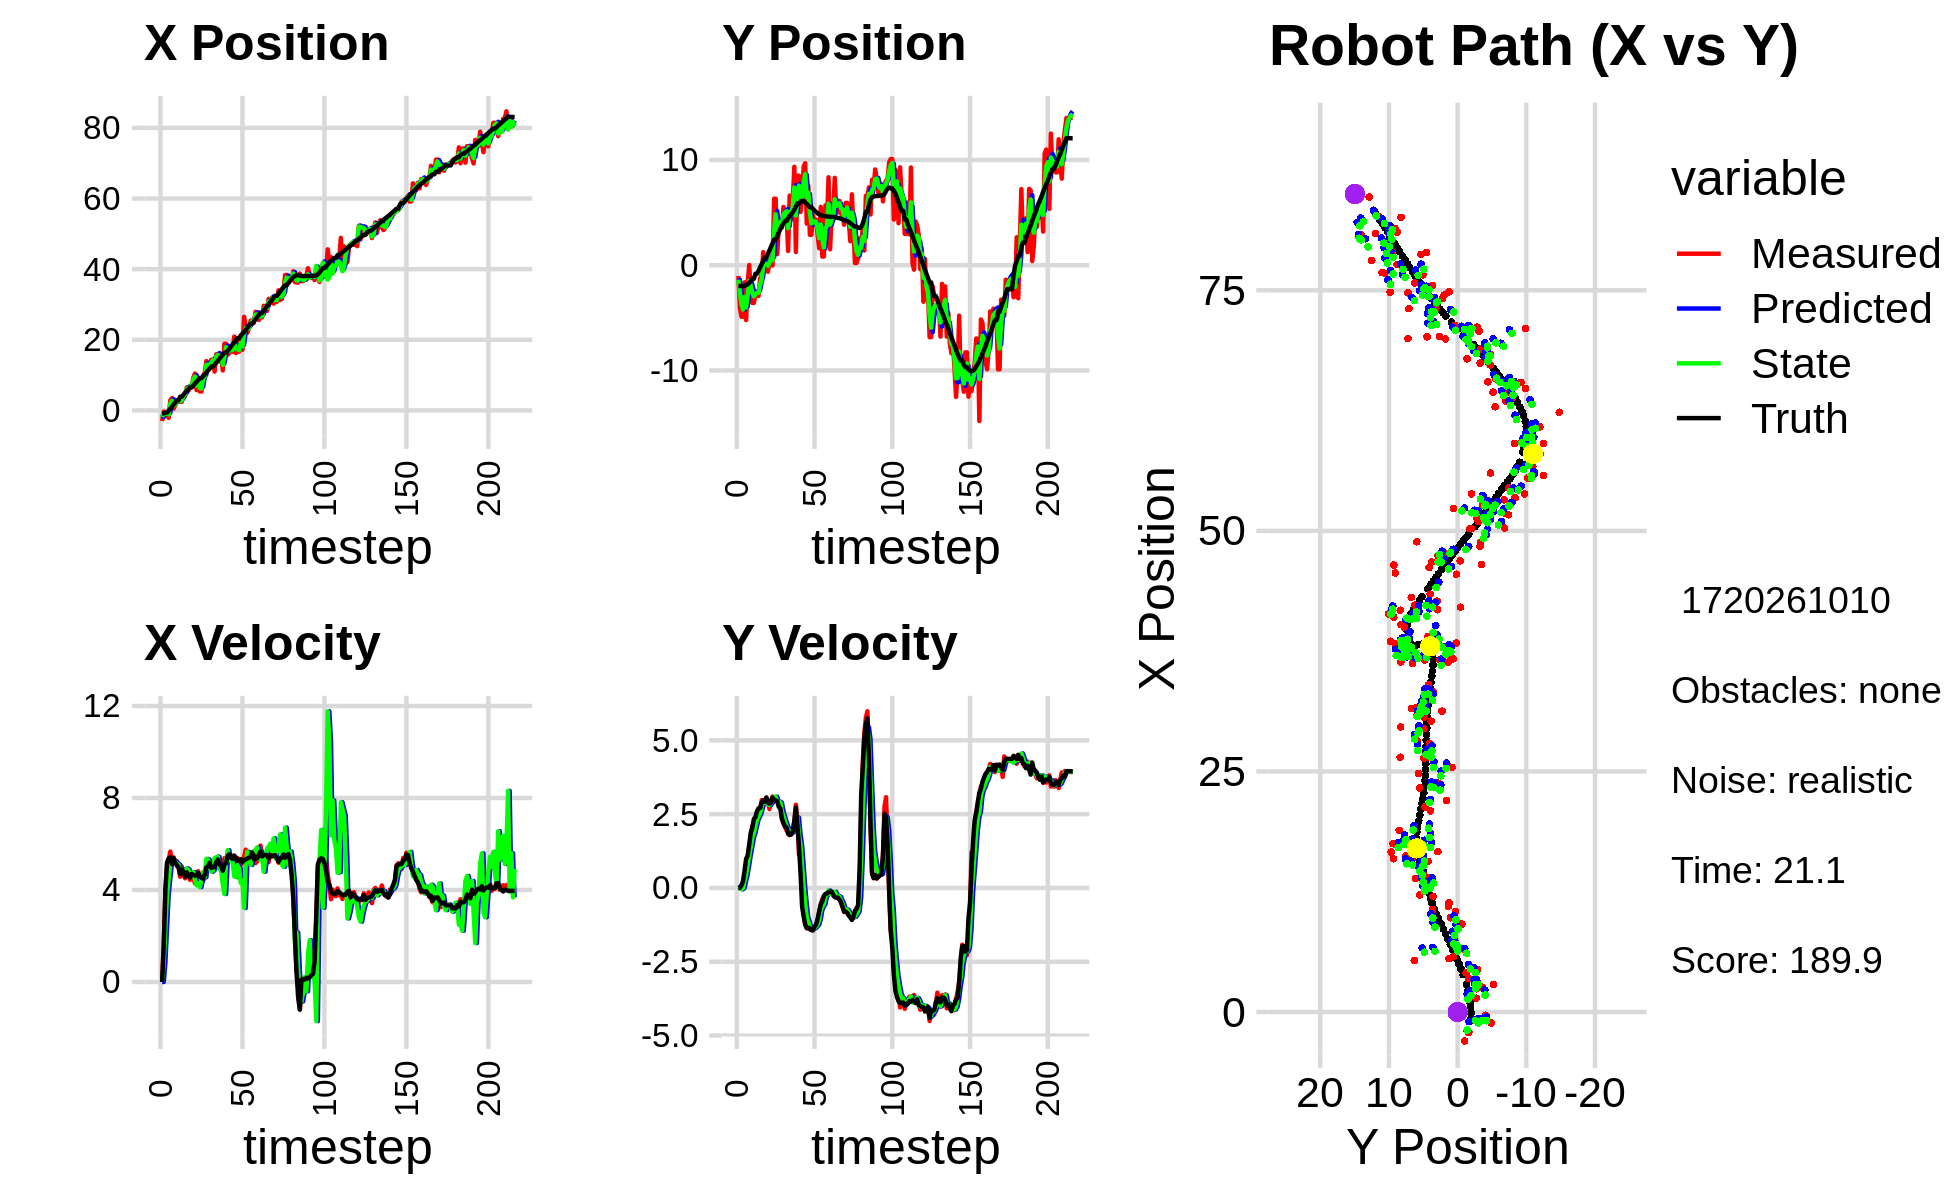 X Position
80
60
40
20
0
0
50
100
150
200
timestep
Y Position
10
0
-10
0
50
100
150
200
timestep
X Velocity
12
8
4
0
0
50
100
150
200
timestep
Y Velocity
5.0
2.5
0.0
-2.5
-5.0
0
50
100
150
200
timestep
Robot Path (X vs Y)
X Position
75
50
25
0
20 10 0 -10 -20
Y Position
variable
Measured
Predicted
State
Truth
1720261010
Obstacles: none
Noise: realistic
Time: 21.1
Score: 189.9